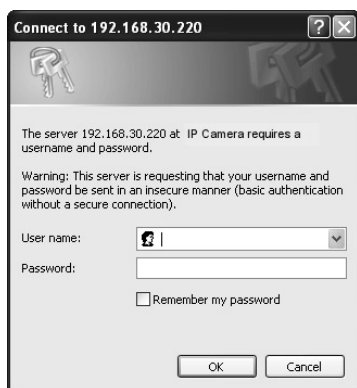 Connect to 192.168.30.220
The server 192.168.30.220 at IP Camera requires a
username and password.
Warning: This server is requesting that your username and
password be sent in an insecure manner (basic authentication
without a secure connection).
User name:
Password:
Remember my password
OK Cancel